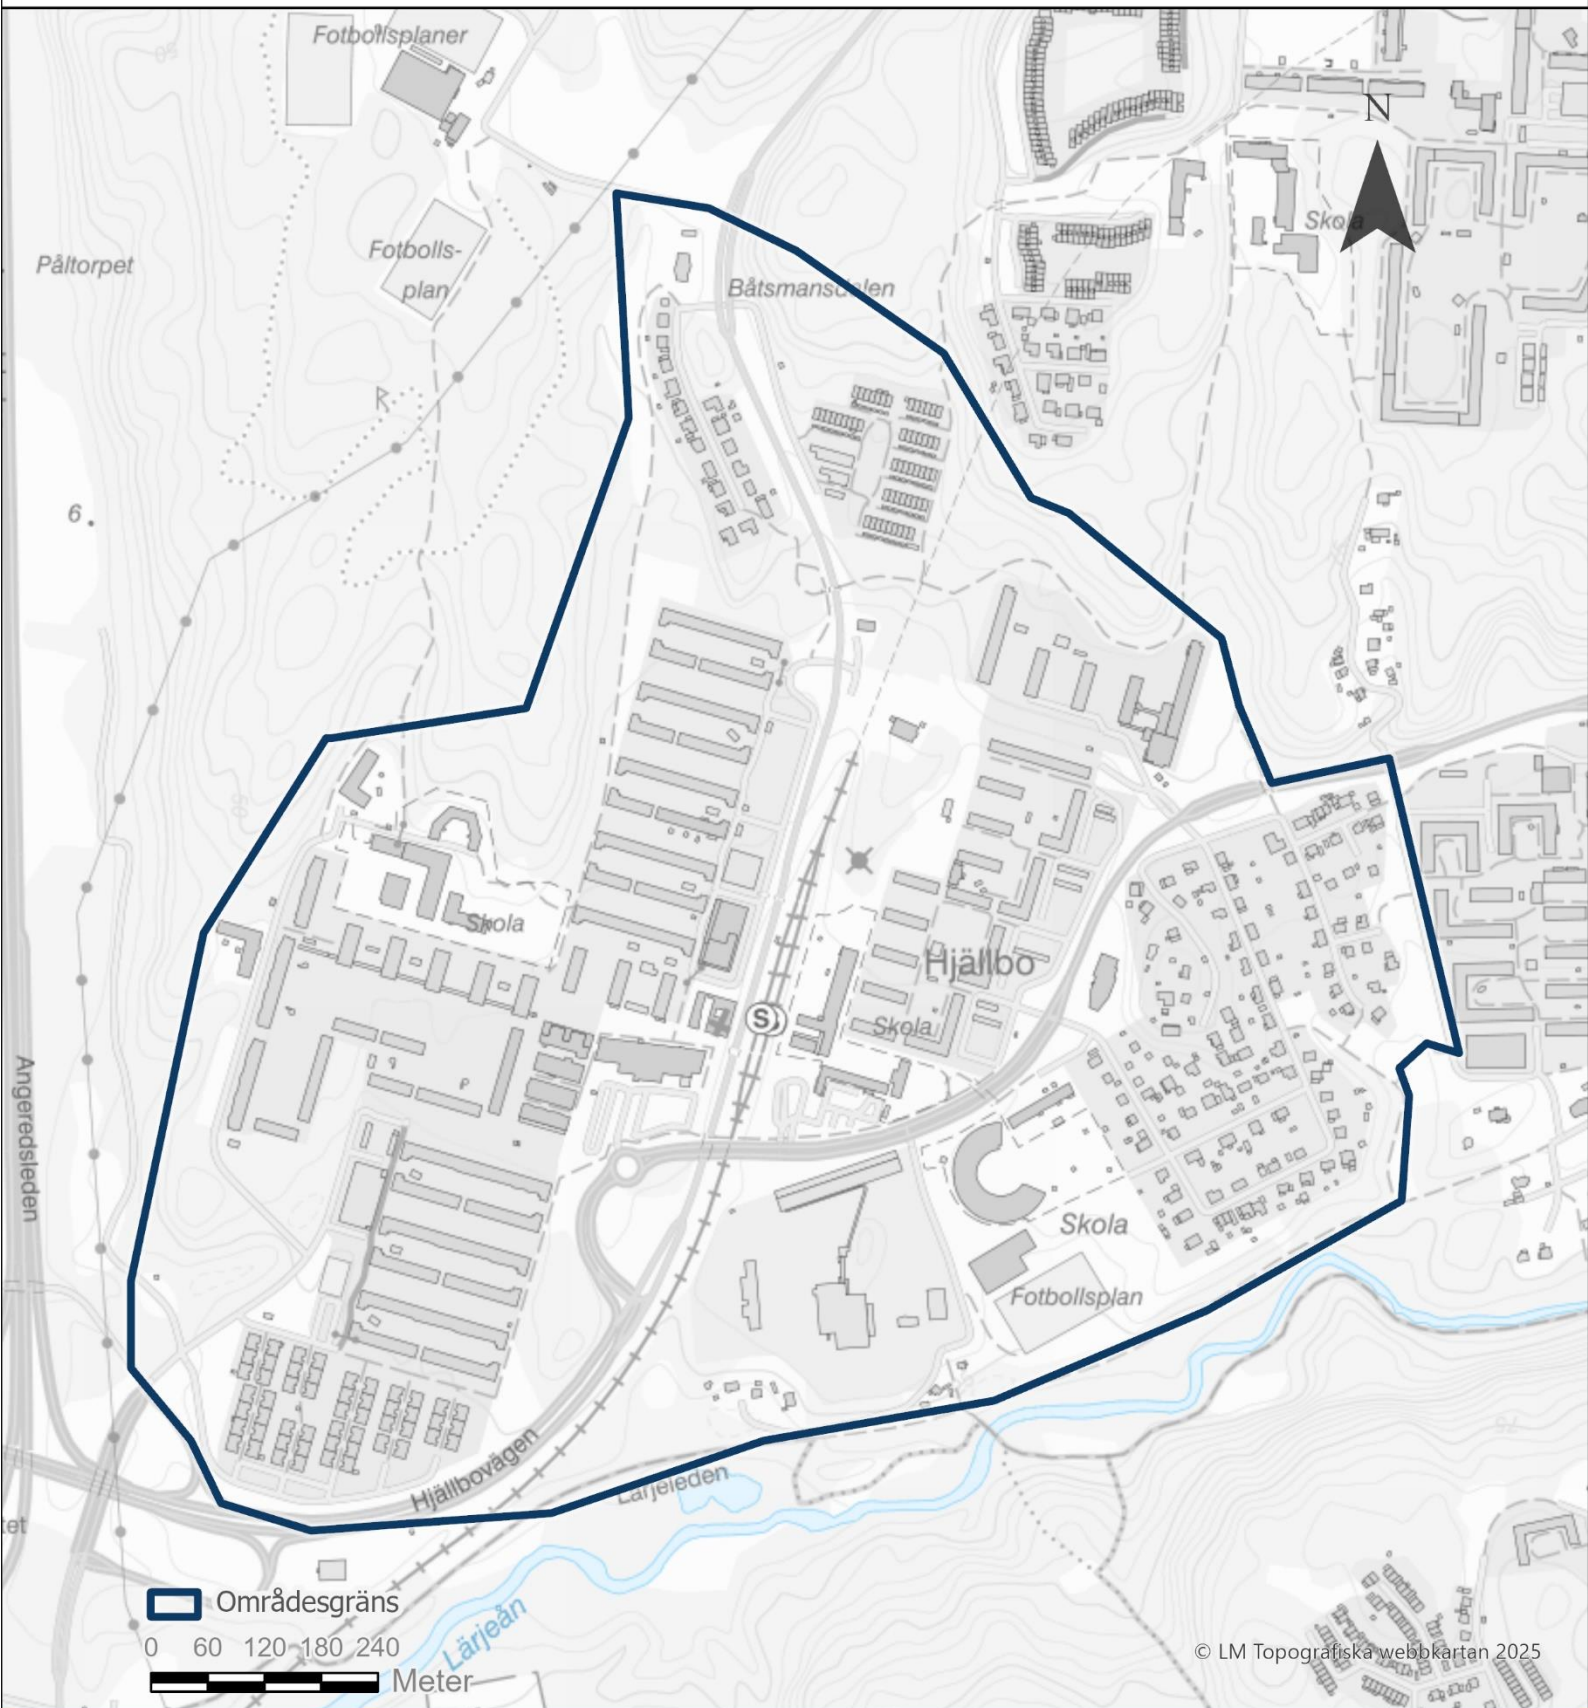 Fotbollsplaner
N
Skola
Fotbolls-
plan
Påltorpet
Båtsmansdalen
R
6
Skola
Hjällbo
Skola
S
Angeredsleden
Skola
Fotbollsplan
Hjällbovägen
Lärjeleden
Lärjeån
tet
Områdesgräns
0 60 120 180 240
Meter
© LM Topografiska webbkartan 2025